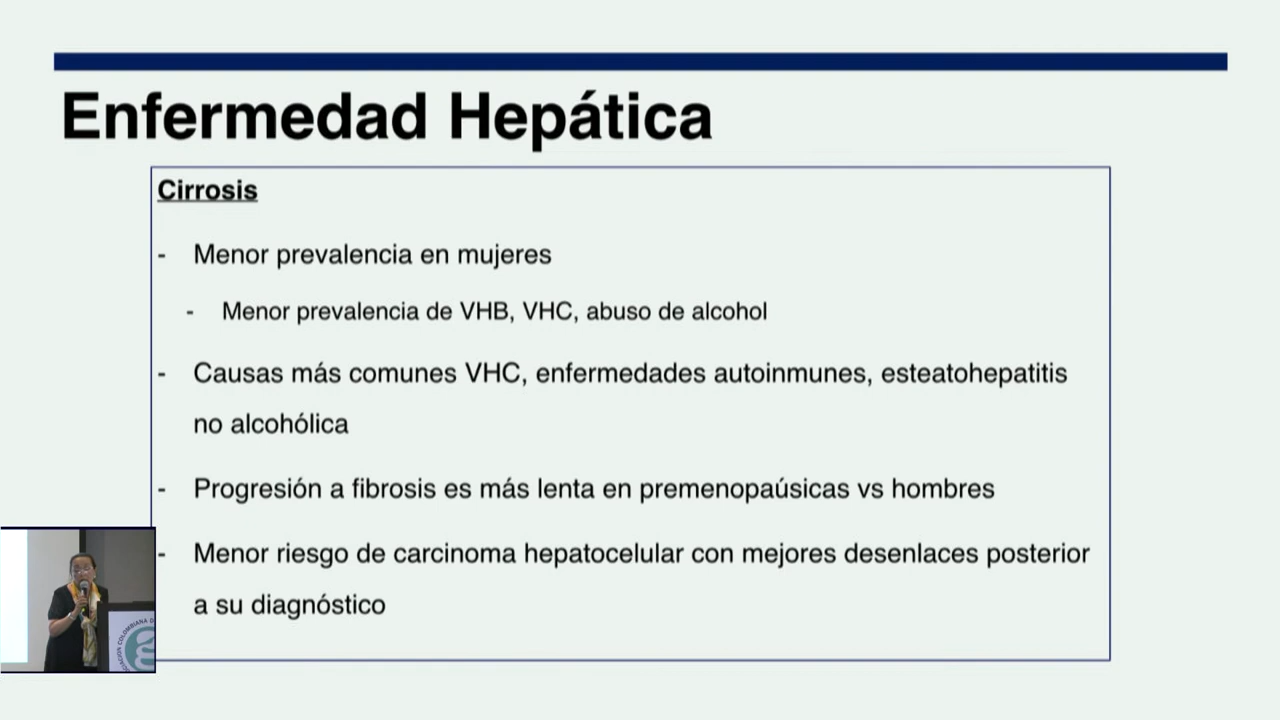 Enfermedad Hepática
Cirrosis
- Menor prevalencia en mujeres
- Menor prevalencia de VHB, VHC, abuso de alcohol
- Causas más comunes VHC, enfermedades autoinmunes, esteatohepatitis
no alcohólica
- Progresión a fibrosis es más lenta en premenopaúsicas vs hombres
- Menor riesgo de carcinoma hepatocelular con mejores desenlaces posterior
a su diagnóstico
COLOMBIANA